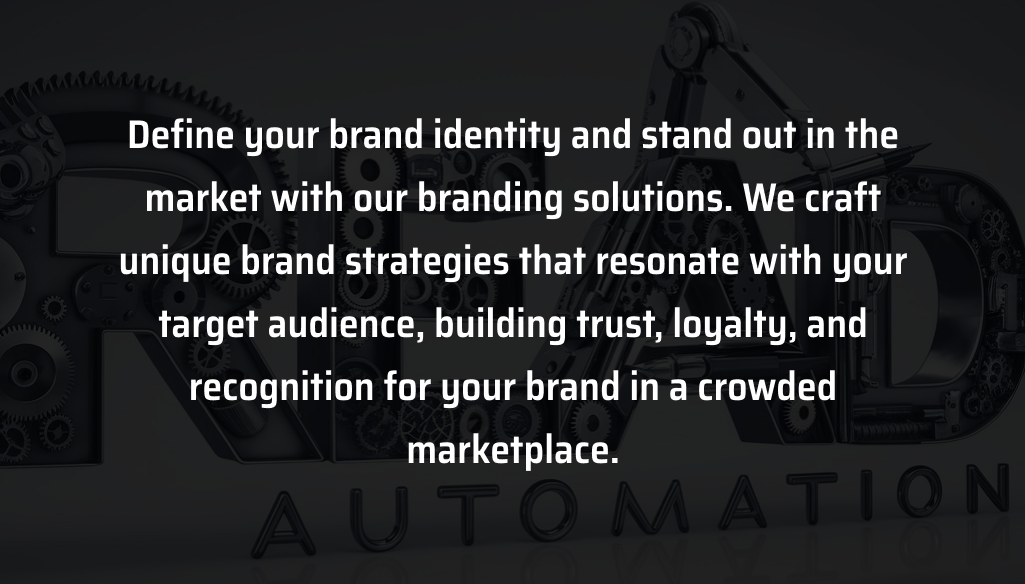 Define your brand identity and stand out in the
market with our branding solutions. We craft
unique brand strategies that resonate with your
target audience, building trust, loyalty, and
recognition for your brand in a crowded
marketplace.
READ
AUTOMATION